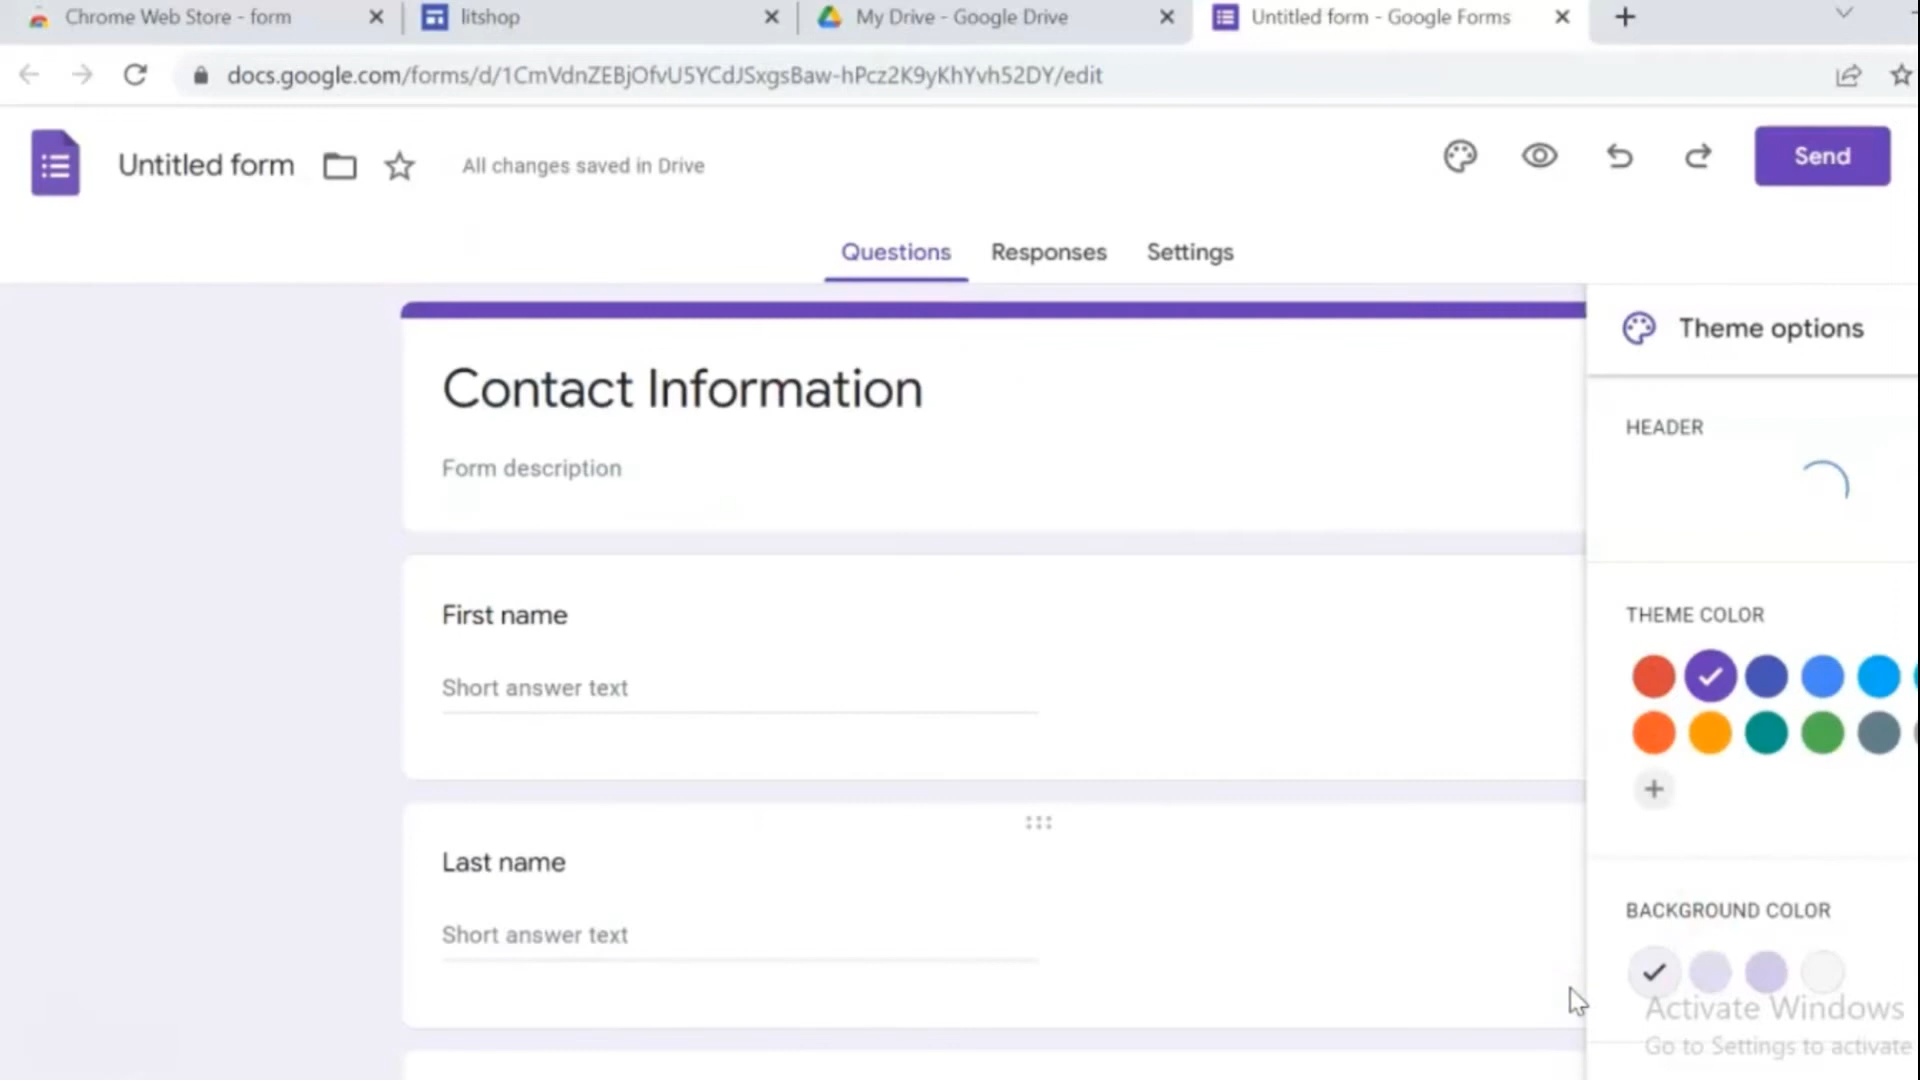 Chrome Web Store - form
litshop
My Drive - Google Drive
Untitled form - Google Forms
docs.google.com/forms/d/1CmVdnZEBjOfvU5YCdJSxgsBaw-hPcz2K9yKhYvh52DY/edit
Untitled form
All changes saved in Drive
Send
Questions
Responses
Settings
Theme options
Contact Information
HEADER
Form description
First name
THEME COLOR
Short answer text
Last name
BACKGROUND COLOR
Short answer text
Activate Windows
Go to Settings to activate